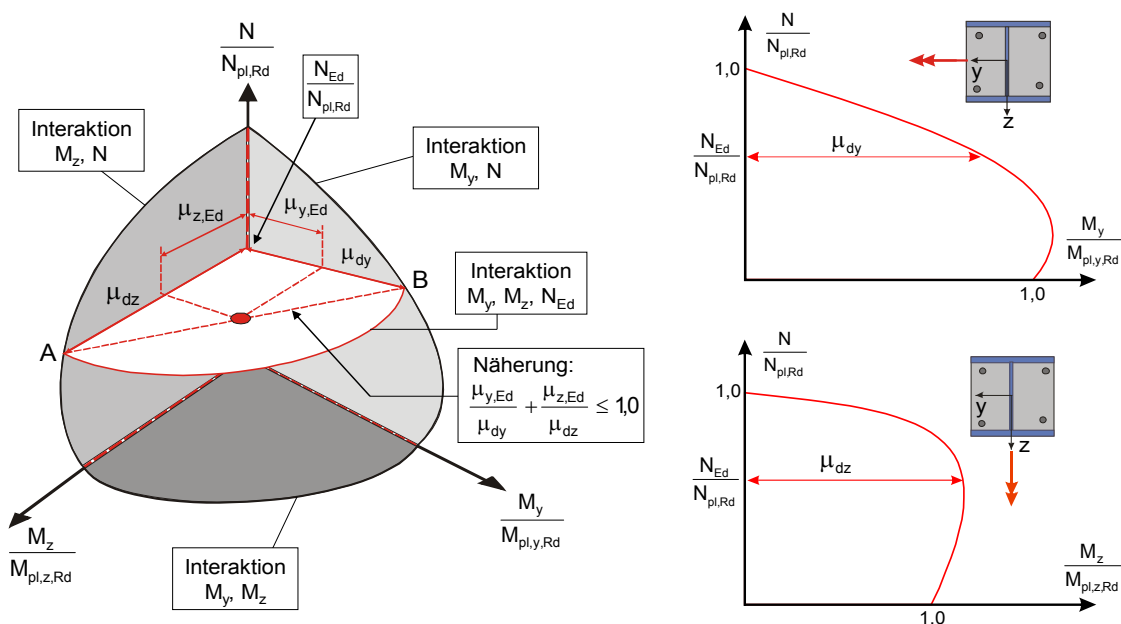 N
N_pl,Rd
N_Ed
N_pl,Rd
Interaktion
M_z, N
Interaktion
M_y, N
μ_z,Ed
μ_y,Ed
μ_dy
μ_dz
B
A
Interaktion
M_y, M_z, N_Ed
Näherung:
μ_y,Ed / μ_dy + μ_z,Ed / μ_dz ≤ 1,0
M_y
M_pl,y,Rd
M_z
M_pl,z,Rd
Interaktion
M_y, M_z
N
N_pl,Rd
1,0
y
z
N_Ed
N_pl,Rd
μ_dy
M_y
M_pl,y,Rd
1,0
N
N_pl,Rd
1,0
y
z
N_Ed
N_pl,Rd
μ_dz
M_z
M_pl,z,Rd
1,0